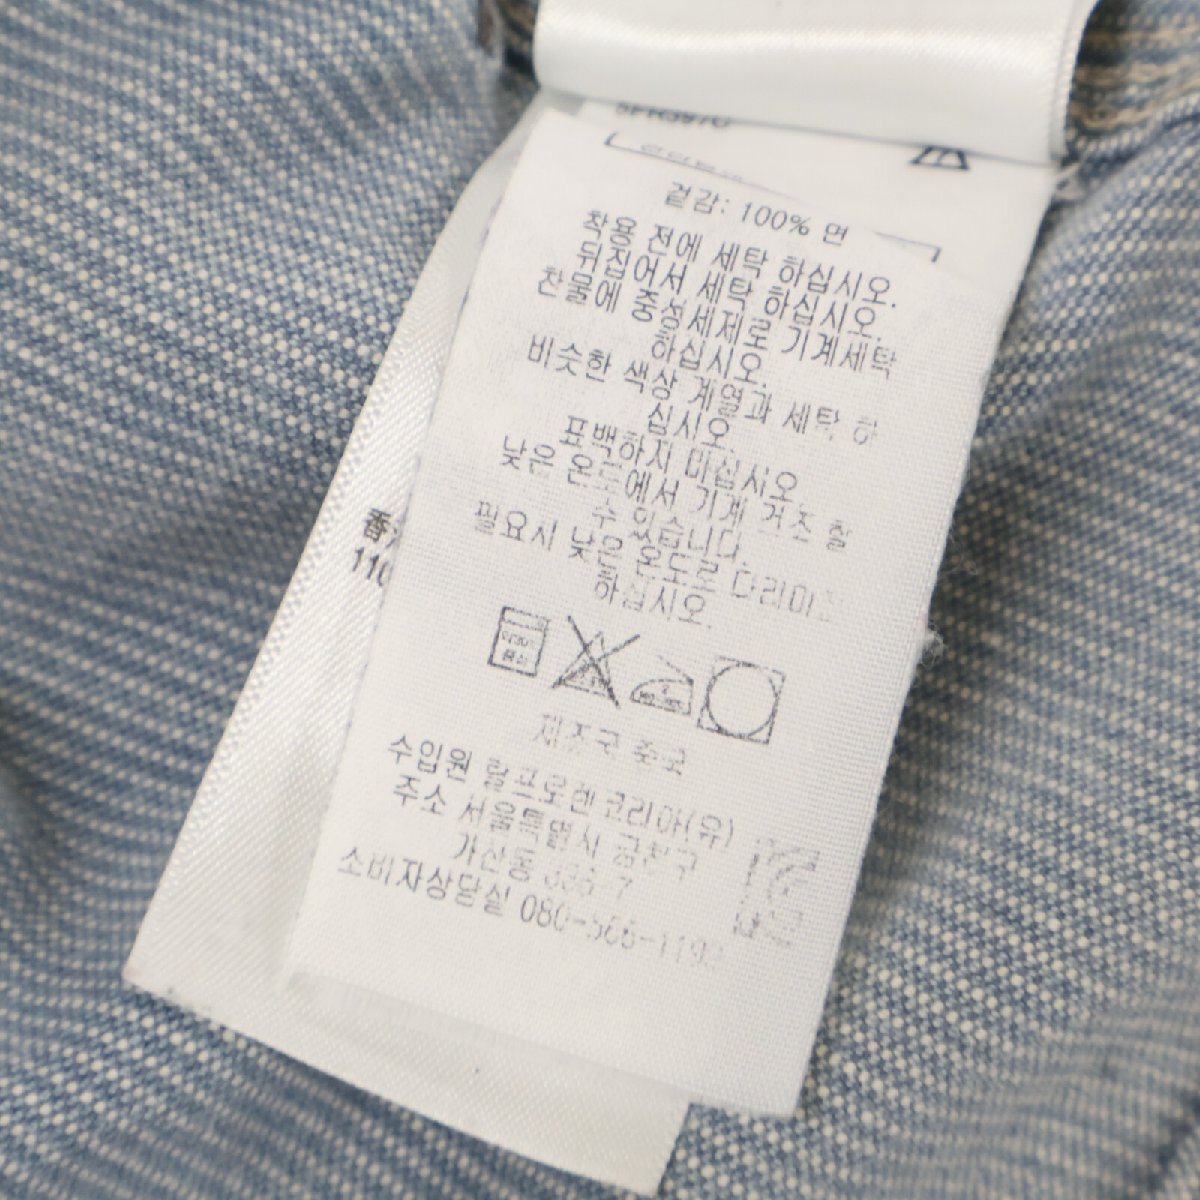 겉감: 100% 면
착용 전에 세탁 하십시오.
뒤집어서 세탁 하십시오.
찬물에 중성세제로 기계세탁
하십시오.
비슷한 색상 계열과 세탁 하
십시오.
표백하지 마십시오.
낮은 온도에서 기계 건조 할
수 있습니다.
필요시 낮은 온도로 다리미질
하십시오.
제조국 중국
수입원 랄프로렌코리아(유)
주소 서울특별시 금천구
가산동
소비자상담실
110